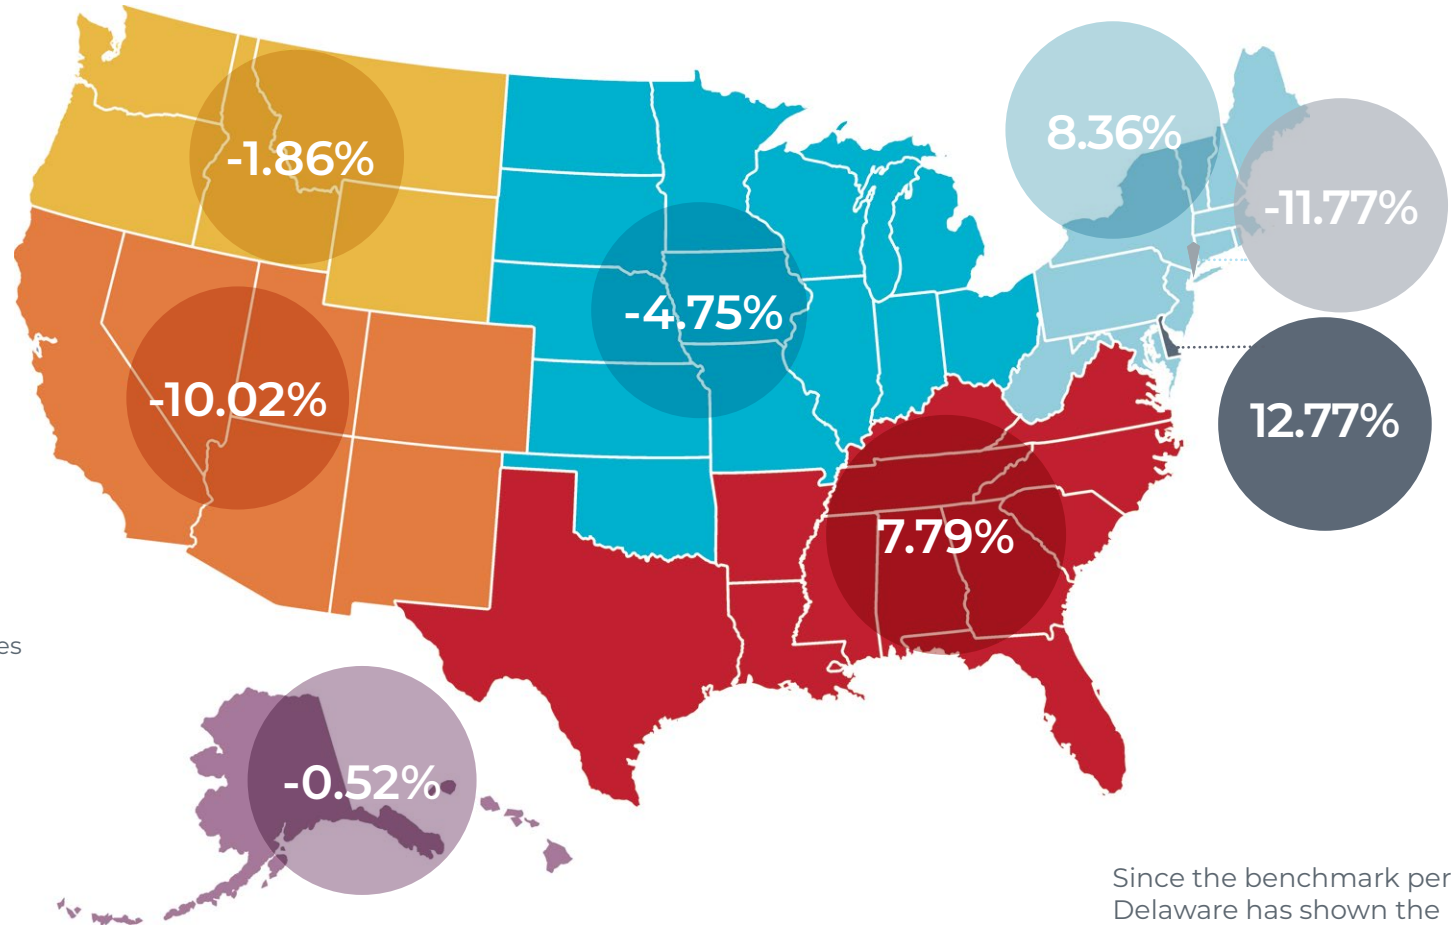 8.36%
-1.86%
-11.77%
-4.75%
-10.02%
12.77%
7.79%
es
-0.52%
Since the benchmark per
Delaware has shown the